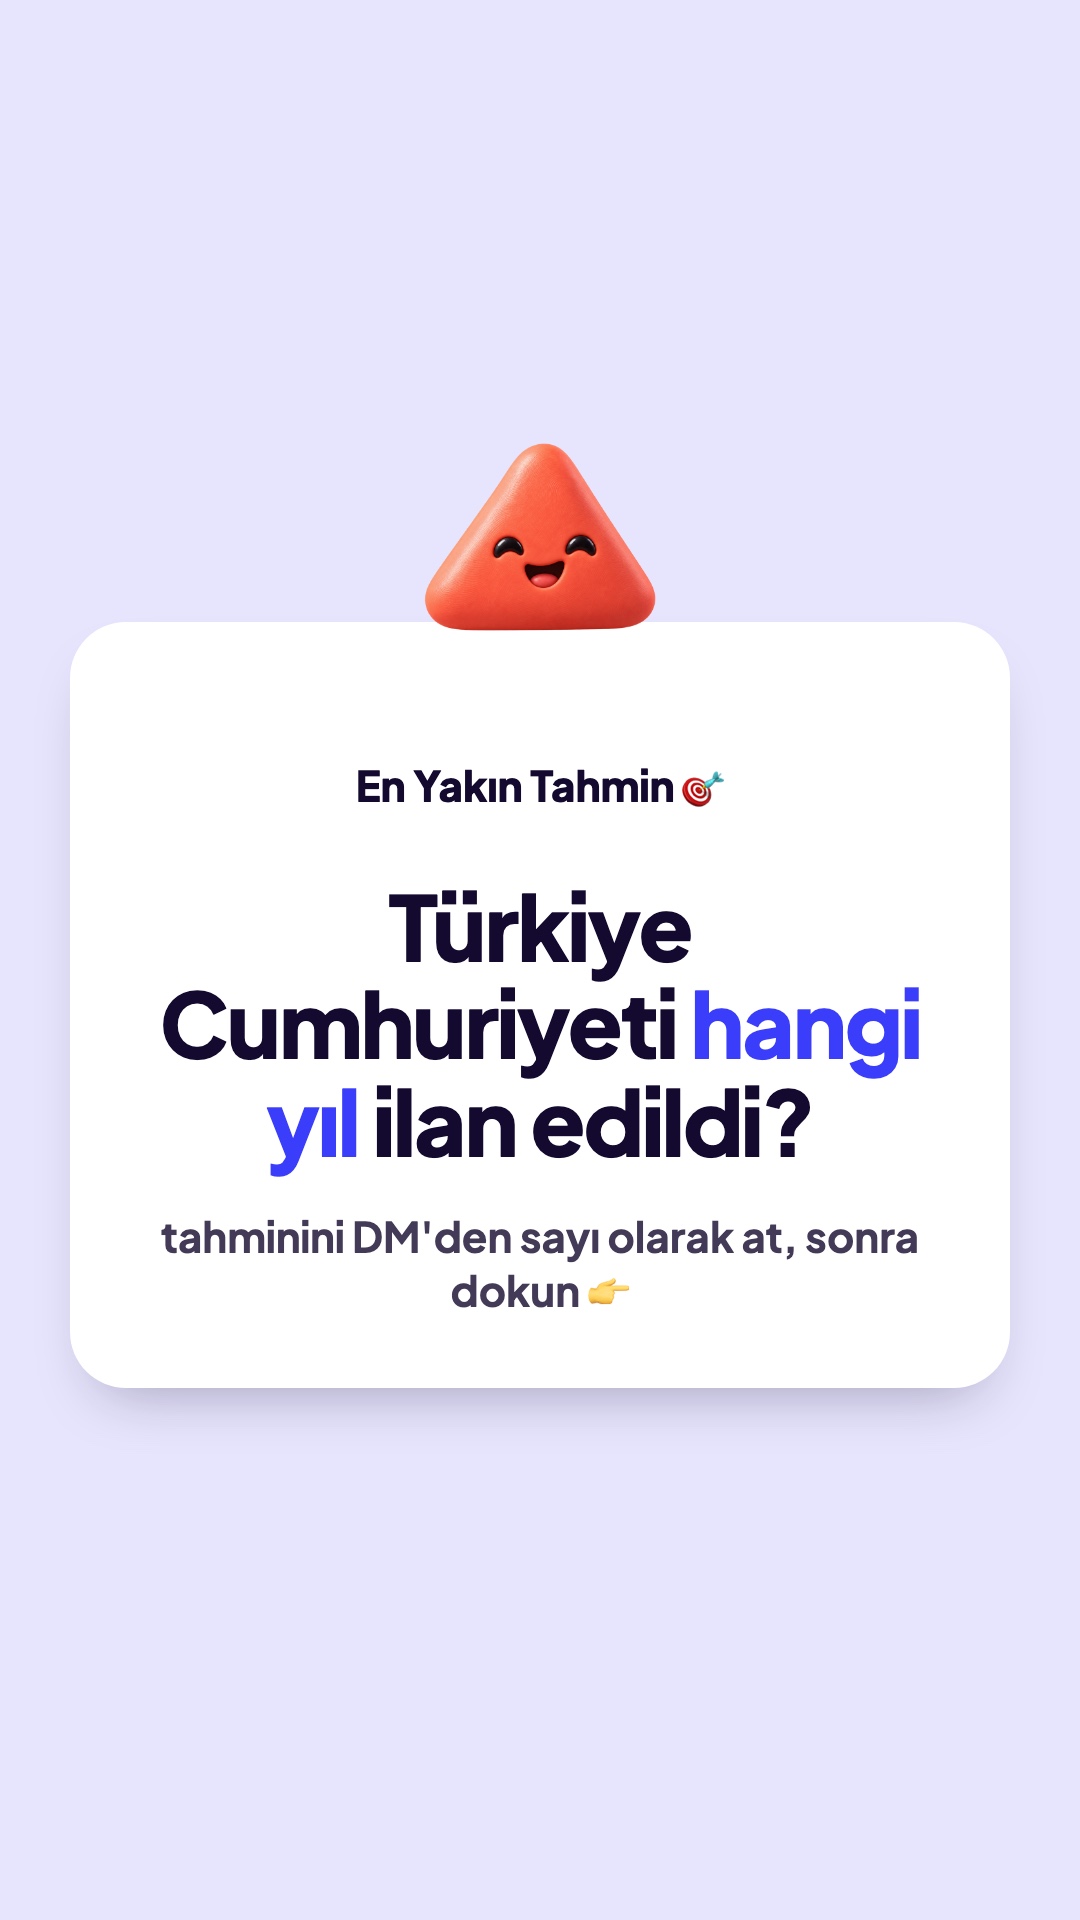 En Yakın Tahmin 🎯
Türkiye
Cumhuriyeti hangi
yıl ilan edildi?
tahminini DM'den sayı olarak at, sonra
dokun 👉